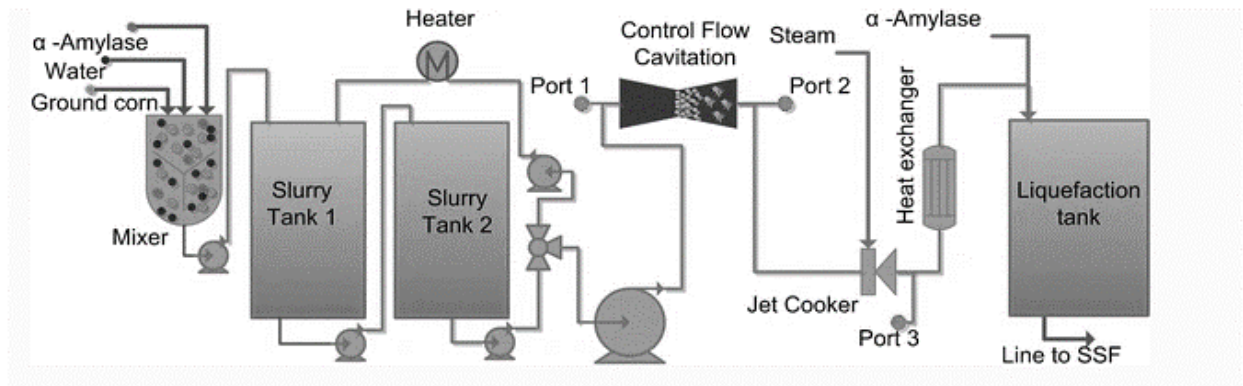 α -Amylase
Water
Ground corn
Mixer
Slurry
Tank 1
Heater
M
Slurry
Tank 2
Control Flow
Cavitation
Port 1
Port 2
Steam
Jet Cooker
Port 3
α -Amylase
Heat exchanger
Liquefaction
tank
Line to SSF